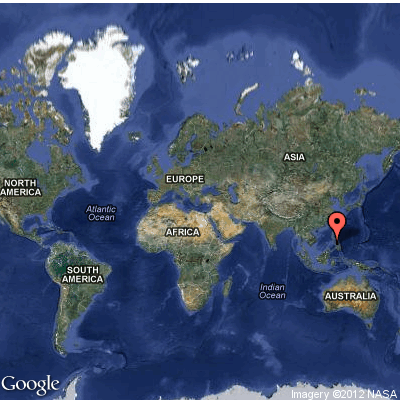 ASIA
EUROPE
NORTH
AMERICA
Atlantic
Ocean
AFRICA
SOUTH
AMERICA
Indian
Ocean
AUSTRALIA
Google
Imagery ©2012 NASA